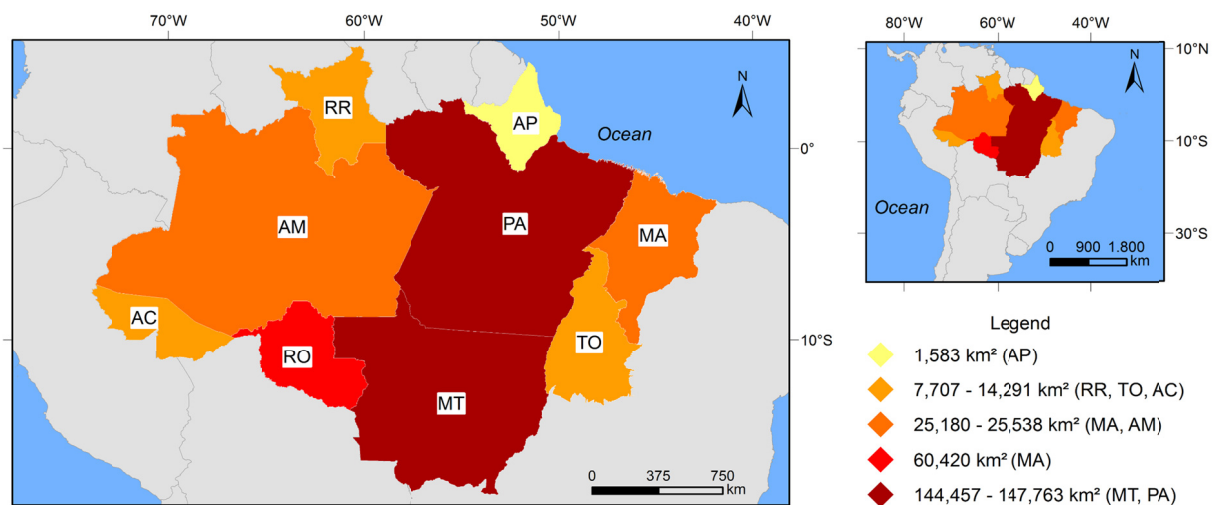 70°W 60°W 50°W 40°W
80°W 60°W 40°W
N
RR
AP
Ocean
0°
AM
PA
MA
AC
RO
TO
10°S
MT
0 375 750
km
10°N
N
10°S
Ocean
30°S
0 900 1.800
km
Legend
1,583 km² (AP)
7,707 - 14,291 km² (RR, TO, AC)
25,180 - 25,538 km² (MA, AM)
60,420 km² (MA)
144,457 - 147,763 km² (MT, PA)